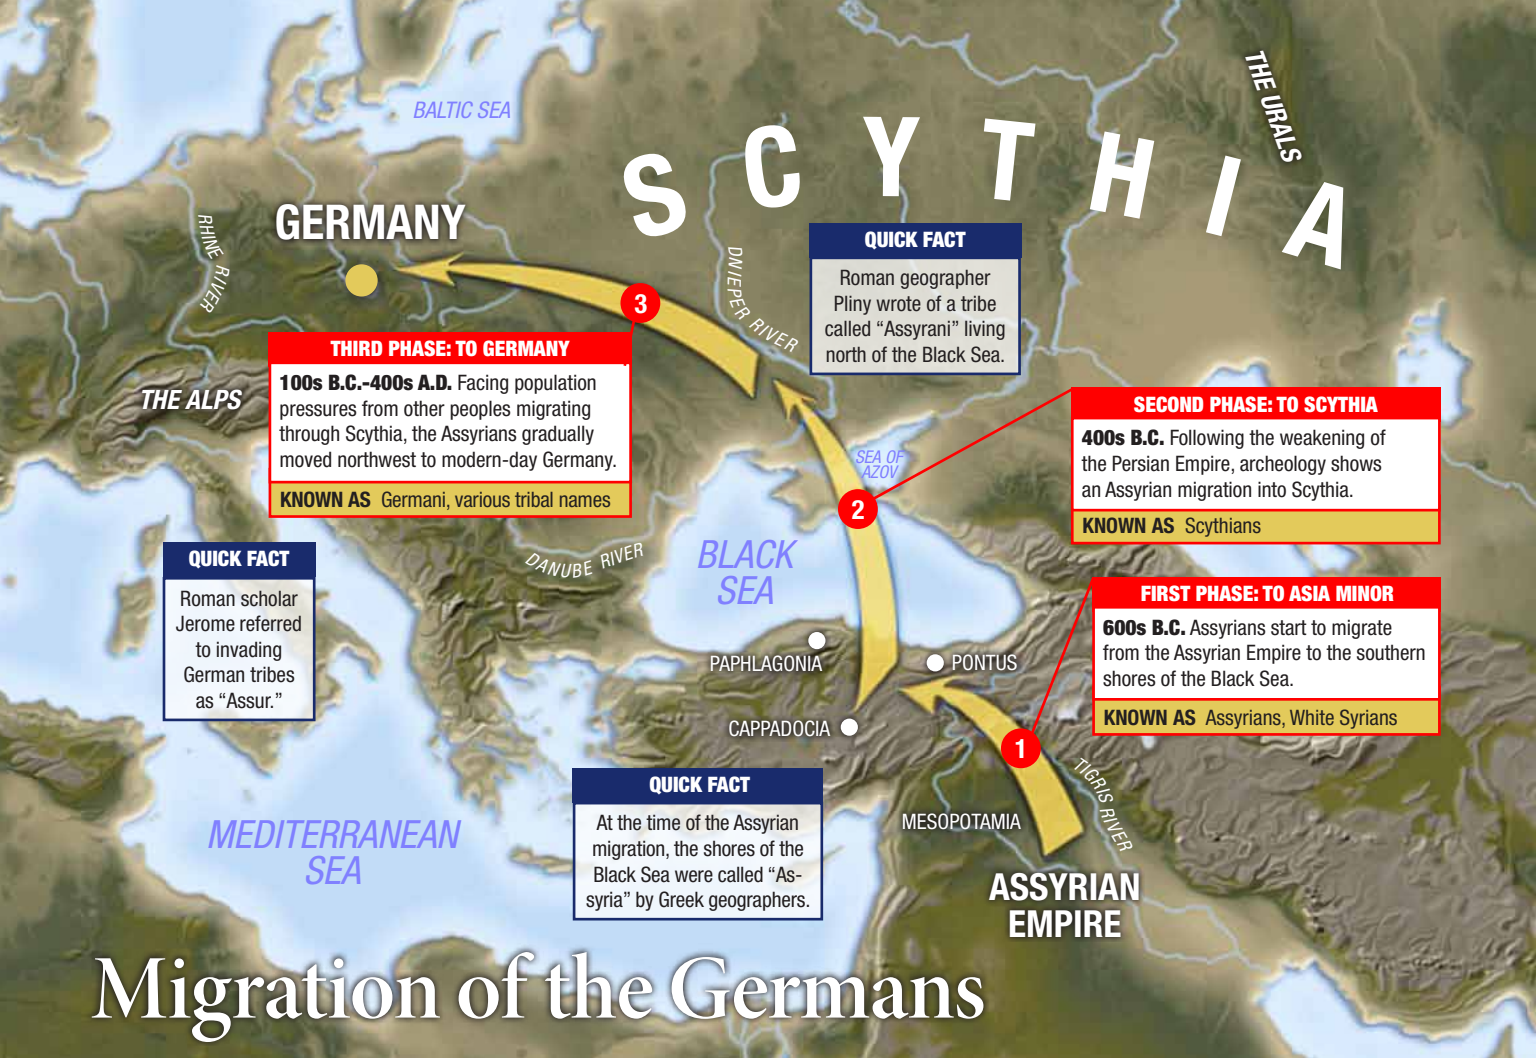 BALTIC SEA
THE URALS
SCYTHIA
GERMANY
RHINE RIVER
DNIEPER RIVER
QUICK FACT
Roman geographer
Pliny wrote of a tribe
called “Assyrani” living
north of the Black Sea.
3
THIRD PHASE: TO GERMANY
100s B.C.-400s A.D. Facing population
pressures from other peoples migrating
through Scythia, the Assyrians gradually
moved northwest to modern-day Germany.
KNOWN AS Germani, various tribal names
THE ALPS
SECOND PHASE: TO SCYTHIA
400s B.C. Following the weakening of
the Persian Empire, archeology shows
an Assyrian migration into Scythia.
KNOWN AS Scythians
SEA OF
AZOV
2
BLACK
SEA
DANUBE RIVER
QUICK FACT
Roman scholar
Jerome referred
to invading
German tribes
as “Assur.”
FIRST PHASE: TO ASIA MINOR
600s B.C. Assyrians start to migrate
from the Assyrian Empire to the southern
shores of the Black Sea.
KNOWN AS Assyrians, White Syrians
PAPHLAGONIA
PONTUS
CAPPADOCIA
1
TIGRIS RIVER
QUICK FACT
At the time of the Assyrian
migration, the shores of the
Black Sea were called “As-
syria” by Greek geographers.
MESOPOTAMIA
MEDITERRANEAN
SEA
ASSYRIAN
EMPIRE
Migration of the Germans